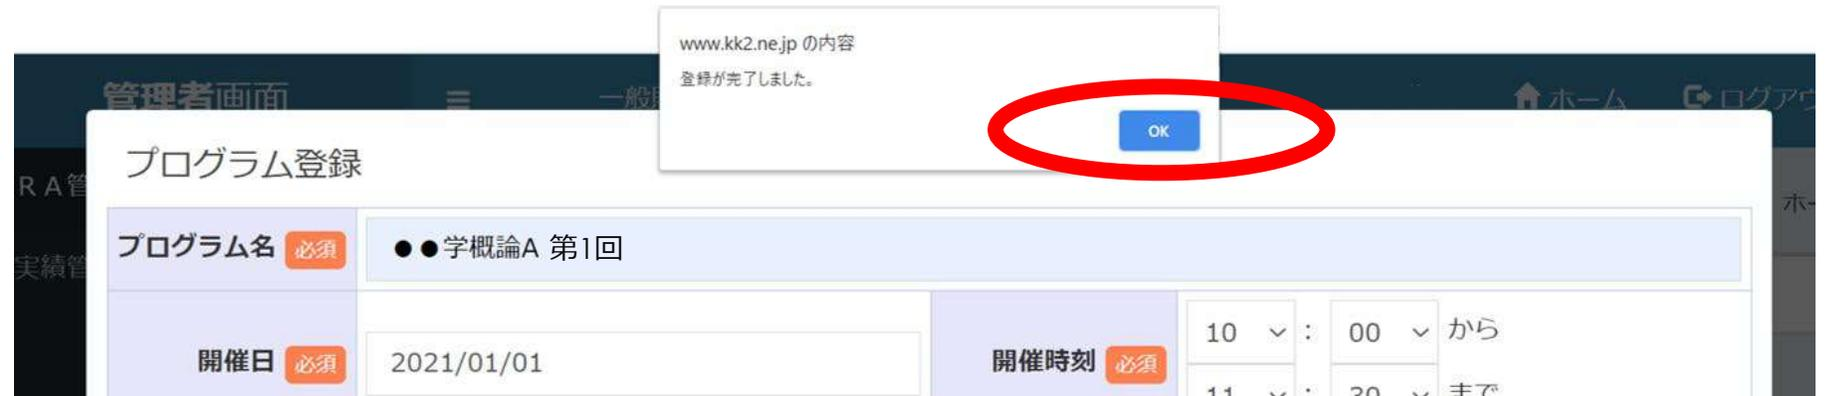 www.kk2.ne.jp の内容
登録が完了しました。
OK
管理者画面
一般
ホーム
ログアウ
プログラム登録
RA管
ホー
プログラム名 必須
●●学概論A 第1回
実績管
開催日 必須
2021/01/01
開催時刻 必須
10 : 00 から
11 : 30 まで